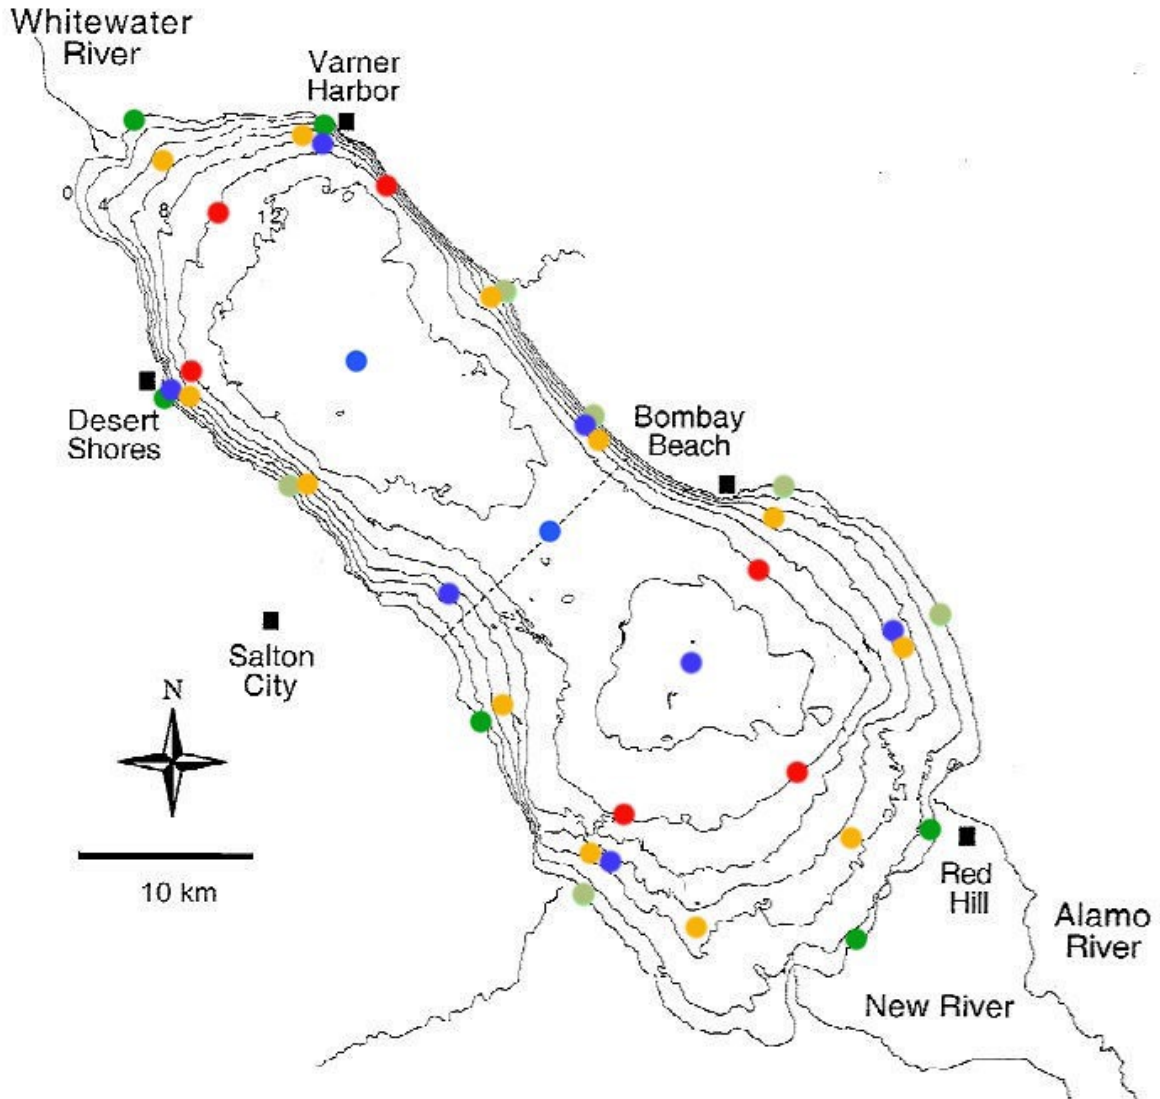 Whitewater
River
Varner
Harbor
0
4
8
12
Bombay
Beach
Desert
Shores
Salton
City
N
10 km
Red
Hill
Alamo
River
New River